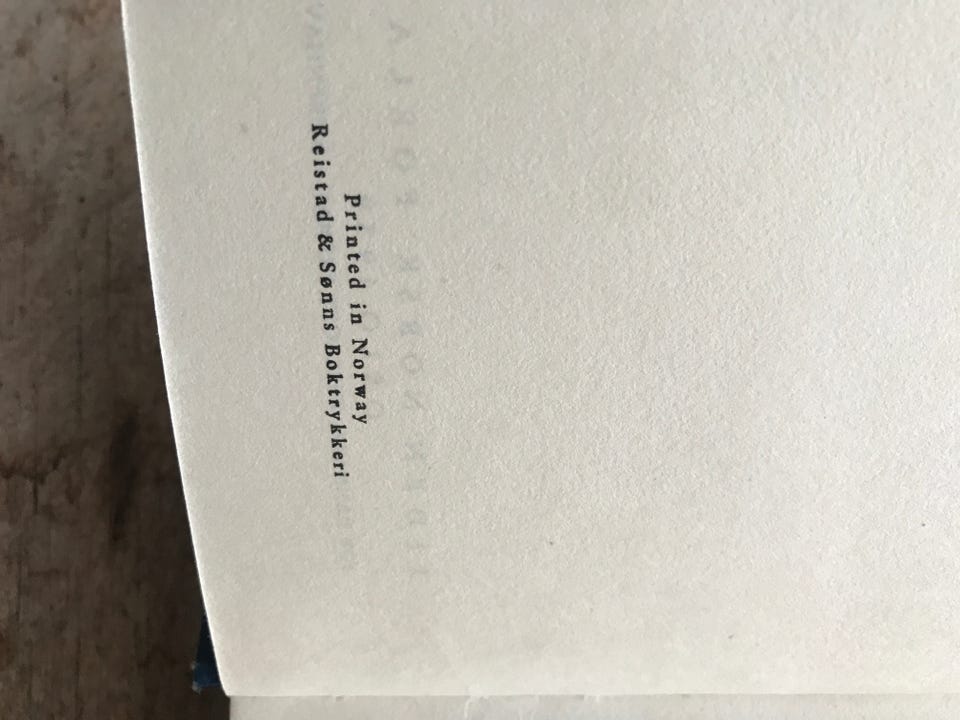 Printed in Norway
Reistad & Sønns Boktrykkeri